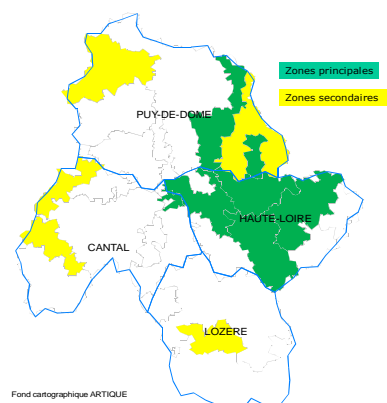 Zones principales
Zones secondaires
PUY-DE-DOME
HAUTE-LOIRE
CANTAL
LOZERE
Fond cartographique ARTIQUE